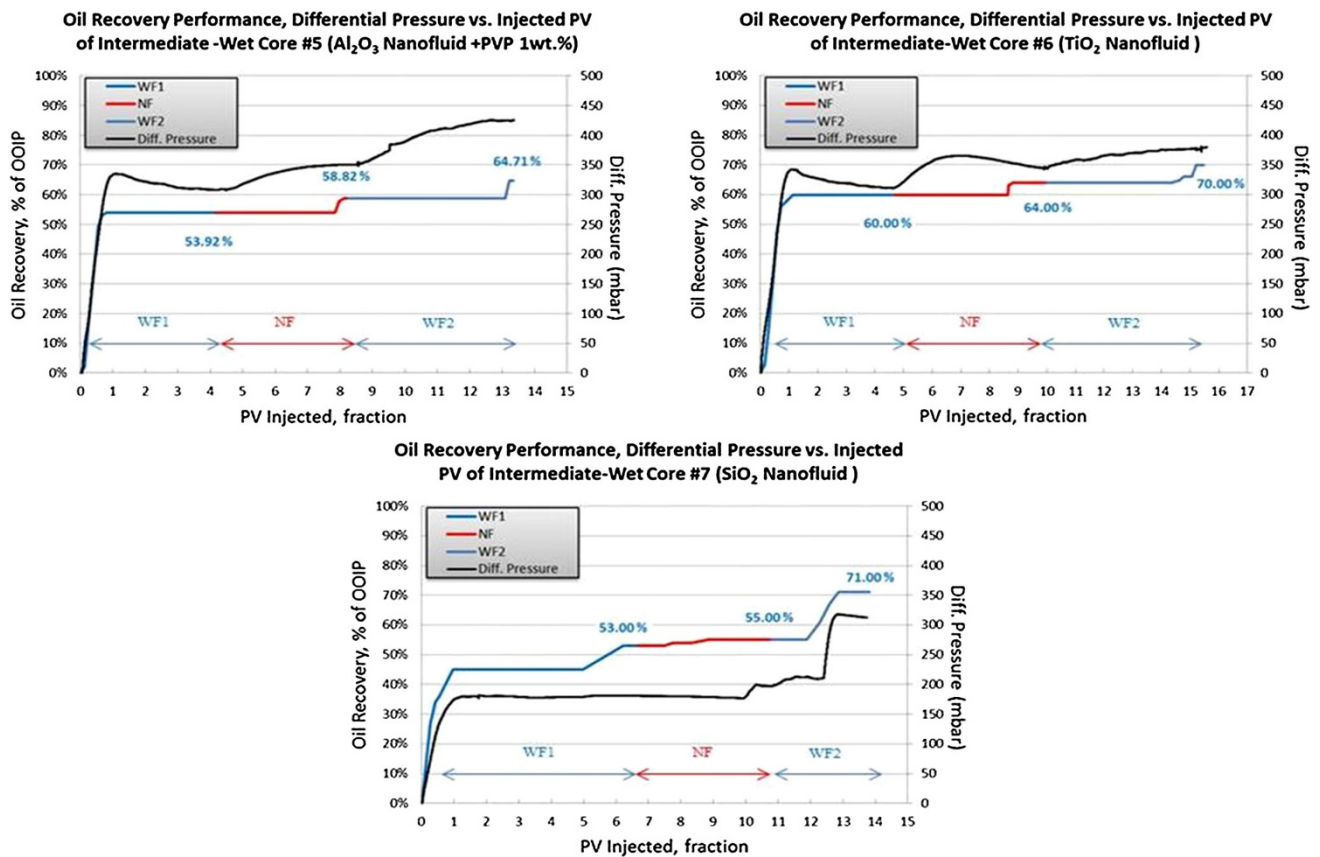 Oil Recovery Performance, Differential Pressure vs. Injected PV
of Intermediate -Wet Core #5 (Al₂O₃ Nanofluid +PVP 1wt.%)
100%
90%
80%
70%
60%
50%
40%
30%
20%
10%
0%
Oil Recovery, % of OOIP
WF1
NF
WF2
Diff. Pressure
53.92%
58.82%
64.71%
WF1
NF
WF2
500
450
400
350
300
250
200
150
100
50
0
Diff. Pressure (mbar)
0 1 2 3 4 5 6 7 8 9 10 11 12 13 14 15
PV Injected, fraction
Oil Recovery Performance, Differential Pressure vs. Injected PV
of Intermediate-Wet Core #6 (TiO₂ Nanofluid )
100%
90%
80%
70%
60%
50%
40%
30%
20%
10%
0%
Oil Recovery, % of OOIP
WF1
NF
WF2
Diff. Pressure
60.00%
64.00%
70.00%
WF1
NF
WF2
500
450
400
350
300
250
200
150
100
50
0
Diff. Pressure (mbar)
0 1 2 3 4 5 6 7 8 9 10 11 12 13 14 15 16 17
PV Injected, fraction
Oil Recovery Performance, Differential Pressure vs. Injected
PV of Intermediate-Wet Core #7 (SiO₂ Nanofluid )
100%
90%
80%
70%
60%
50%
40%
30%
20%
10%
0%
Oil Recovery, % of OOIP
WF1
NF
WF2
Diff. Pressure
53.00%
55.00%
71.00%
WF1
NF
WF2
500
450
400
350
300
250
200
150
100
50
0
Diff. Pressure (mbar)
0 1 2 3 4 5 6 7 8 9 10 11 12 13 14 15
PV Injected, fraction